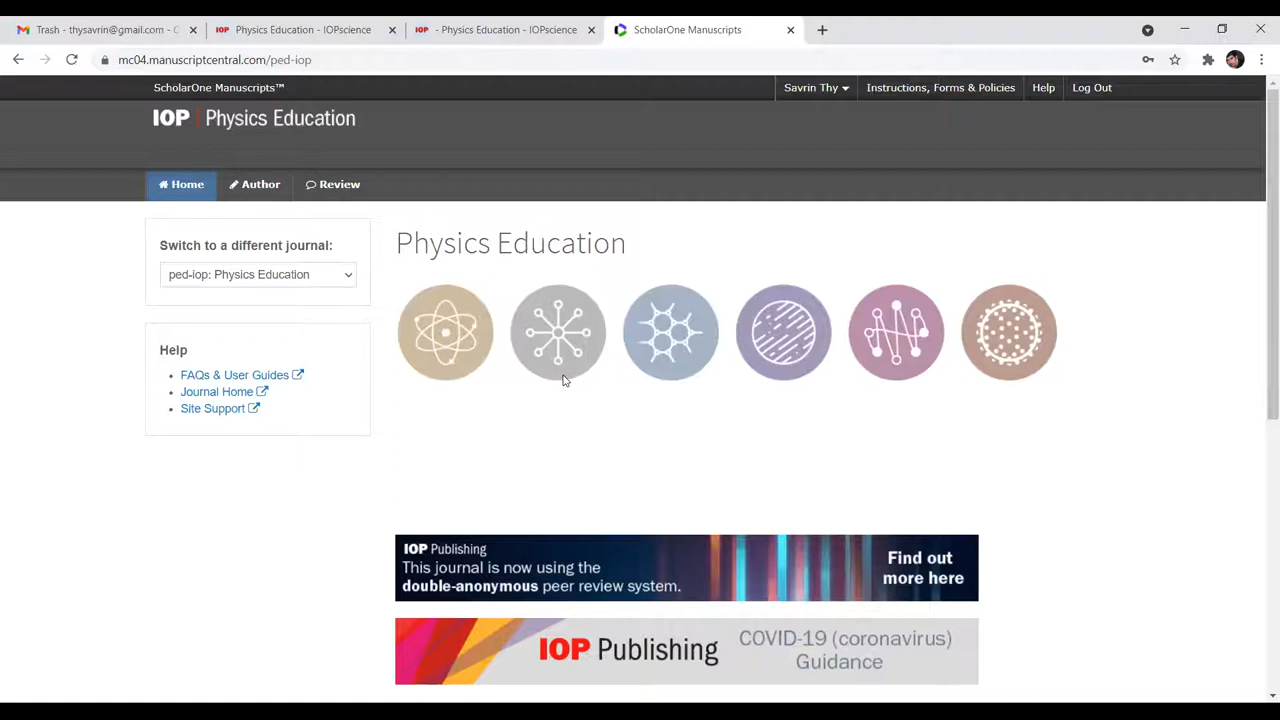 Trash - thysavrin@gmail.com - G
Physics Education - IOPscience
- Physics Education - IOPscience
ScholarOne Manuscripts
mc04.manuscriptcentral.com/ped-iop
ScholarOne Manuscripts™
Savrin Thy
Instructions, Forms & Policies
Help
Log Out
IOP Physics Education
Home
Author
Review
Switch to a different journal:
ped-iop: Physics Education
Help
FAQs & User Guides
Journal Home
Site Support
Physics Education
IOP Publishing
This journal is now using the
double-anonymous peer review system.
Find out
more here
IOP Publishing
COVID-19 (coronavirus)
Guidance